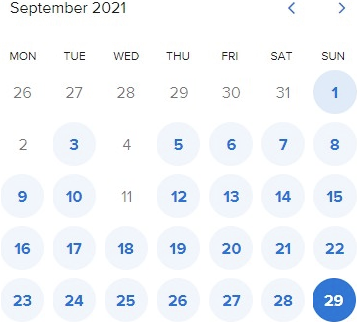 September 2021
MON TUE WED THU FRI SAT SUN
26 27 28 29 30 31 1
2 3 4 5 6 7 8
9 10 11 12 13 14 15
16 17 18 19 20 21 22
23 24 25 26 27 28 29